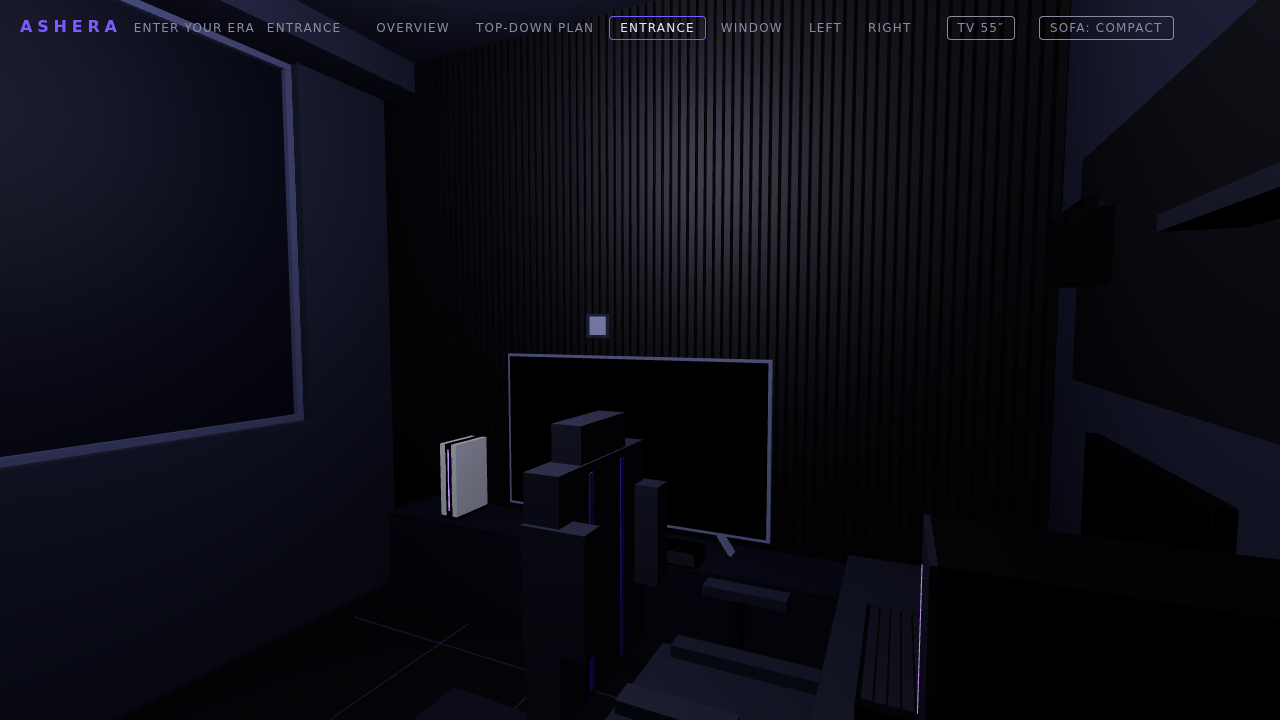 ASHERA ENTER YOUR ERA ENTRANCE OVERVIEW TOP-DOWN PLAN ENTRANCE WINDOW LEFT RIGHT TV 55″ SOFA: COMPACT